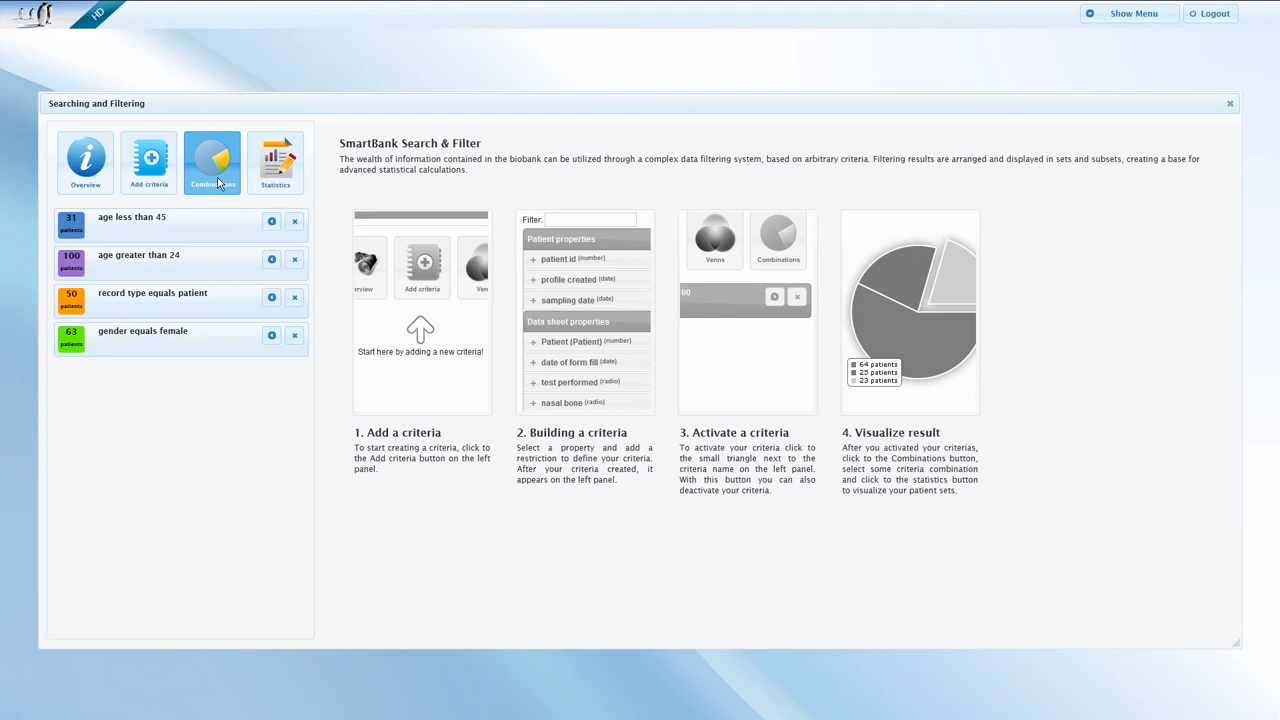 HD
Show Menu
Logout
Searching and Filtering
Overview
Add criteria
Combinations
Statistics
31 patients
age less than 45
100 patients
age greater than 24
50 patients
record type equals patient
63 patients
gender equals female
SmartBank Search & Filter
The wealth of information contained in the biobank can be utilized through a complex data filtering system, based on arbitrary criteria. Filtering results are arranged and displayed in sets and subsets, creating a base for
advanced statistical calculations.
rview
Add criteria
Ven
Start here by adding a new criteria!
Filter:
Patient properties
+ patient id (number)
+ profile created (date)
+ sampling date (date)
Data sheet properties
+ Patient (Patient) (number)
+ date of form fill (date)
+ test performed (radio)
+ nasal bone (radio)
Venns
Combinations
00
64 patients
25 patients
23 patients
1. Add a criteria
To start creating a criteria, click to
the Add criteria button on the left
panel.
2. Building a criteria
Select a property and add a
restriction to define your criteria.
After your criteria created, it
appears on the left panel.
3. Activate a criteria
To activate your criteria click to
the small triangle next to the
criteria name on the left panel.
With this button you can also
deactivate your criteria.
4. Visualize result
After you activated your criterias,
click to the Combinations button,
select some criteria combination
and click to the statistics button
to visualize your patient sets.